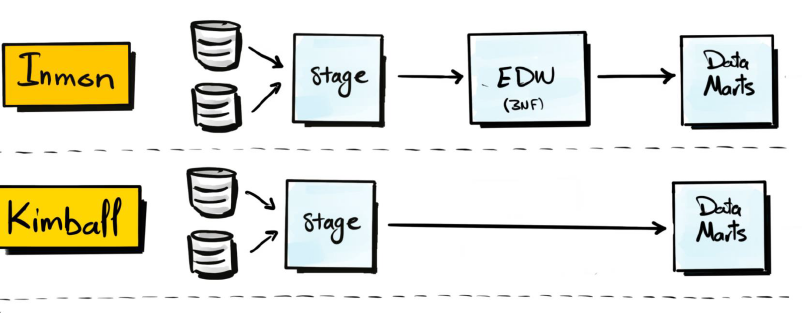 Inmon
Stage
EDW
(3NF)
Data
Marts
Kimball
Stage
Data
Marts